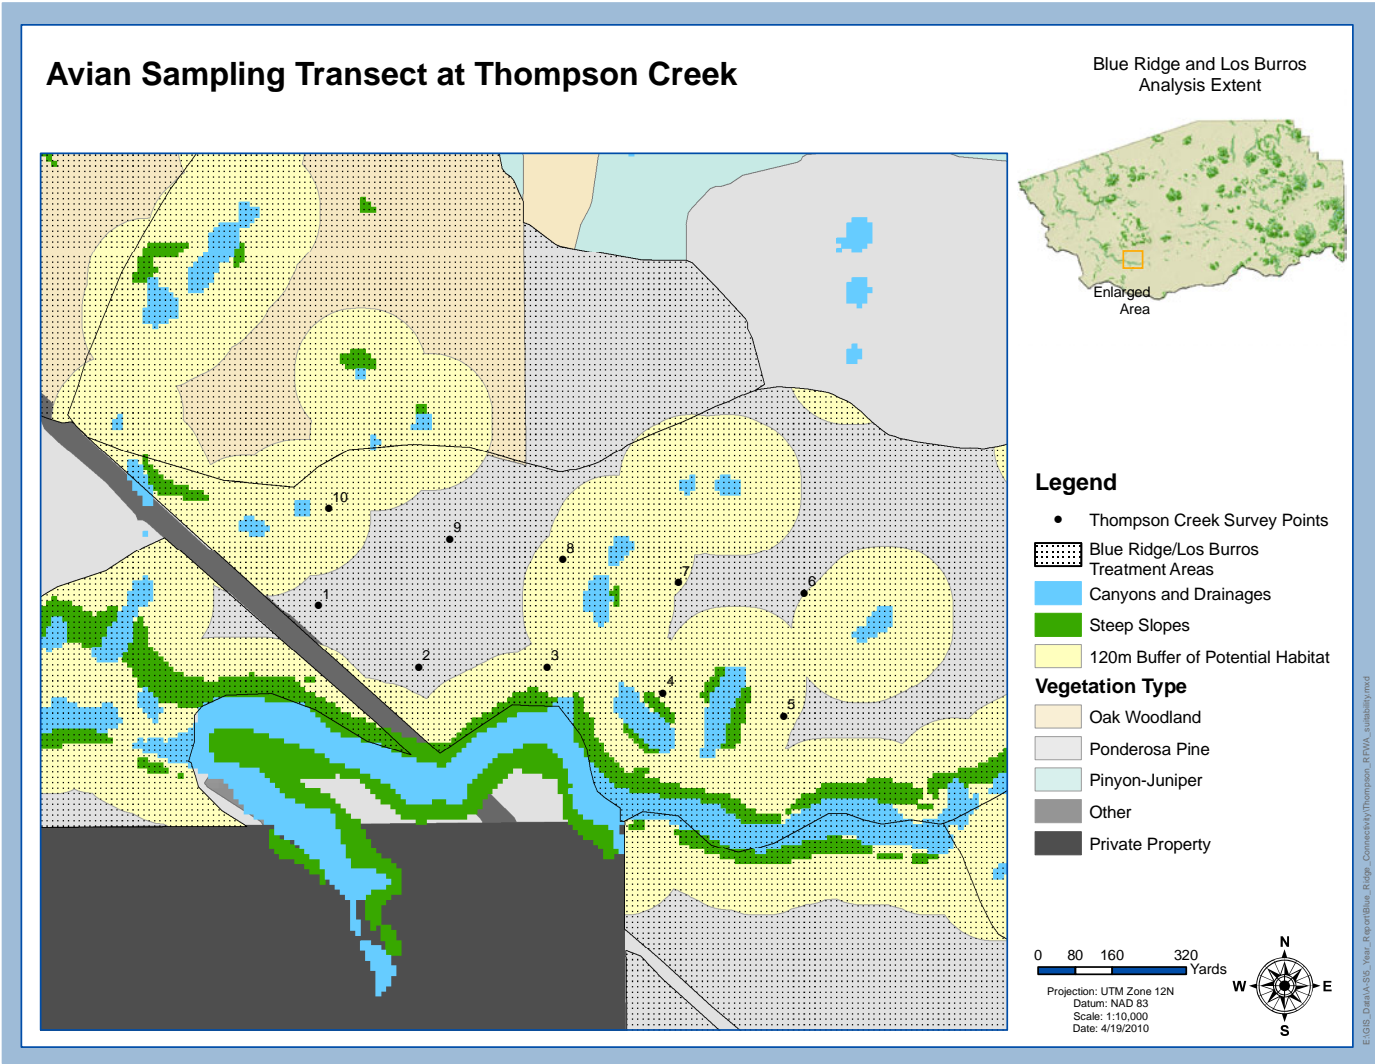 Avian Sampling Transect at Thompson Creek
Blue Ridge and Los Burros
Analysis Extent
Enlarged
Area
10
9
8
7
6
1
2
3
4
5
Legend
Thompson Creek Survey Points
Blue Ridge/Los Burros
Treatment Areas
Canyons and Drainages
Steep Slopes
120m Buffer of Potential Habitat
Vegetation Type
Oak Woodland
Ponderosa Pine
Pinyon-Juniper
Other
Private Property
0 80 160 320
Yards
Projection: UTM Zone 12N
Datum: NAD 83
Scale: 1:10,000
Date: 4/19/2010
N
W E
S